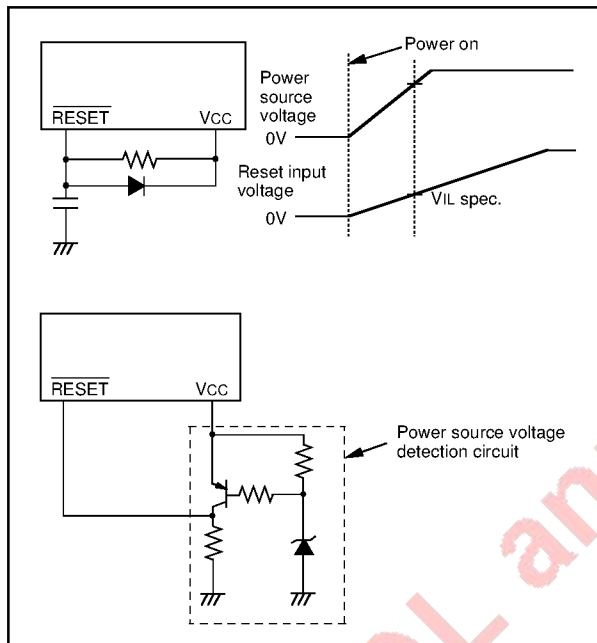 Power on
RESET
VCC
Power
source
voltage
0V
Reset input
voltage
0V
VIL spec.
RESET
VCC
Power source voltage
detection circuit